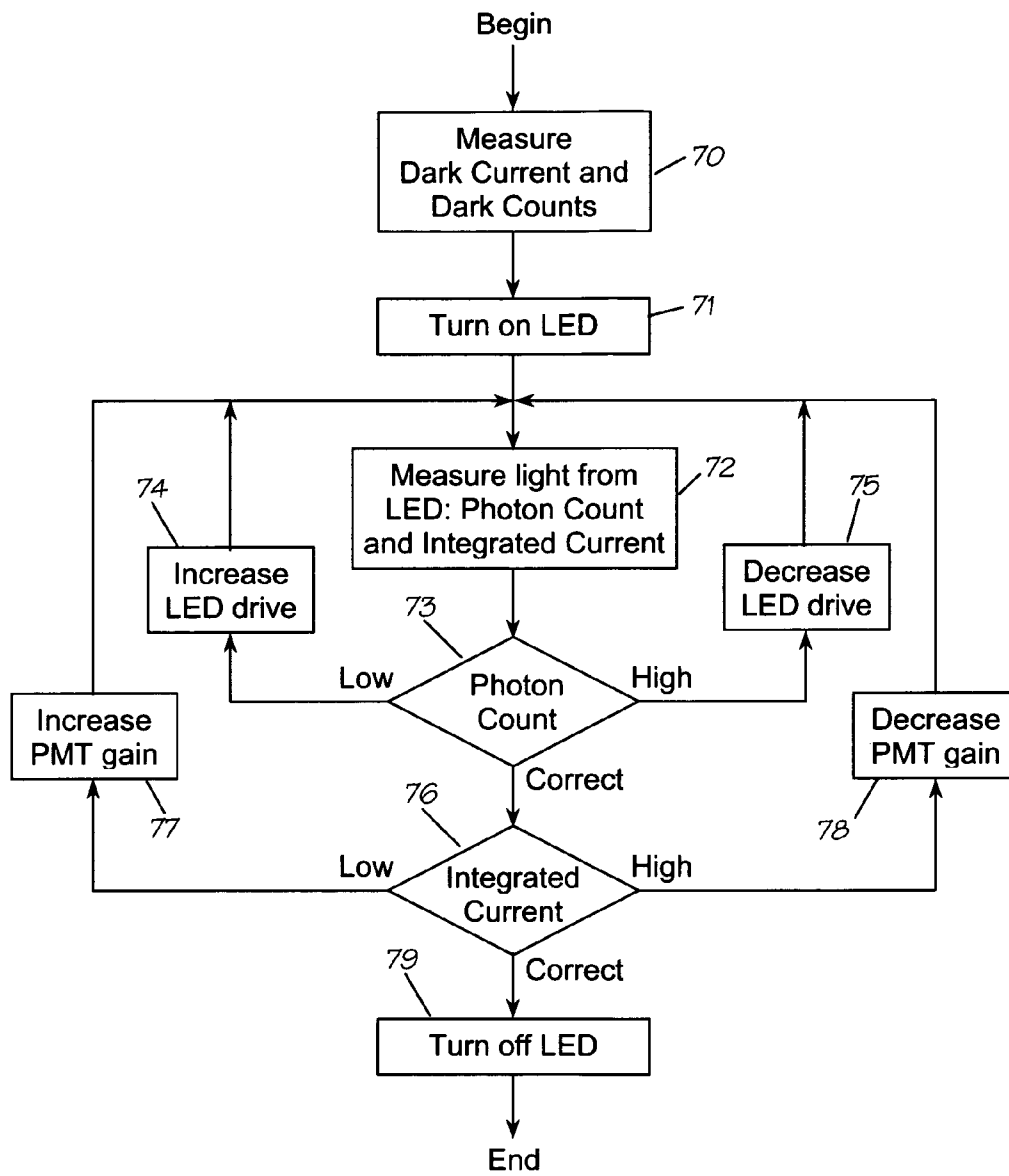 Begin
Measure
Dark Current and
Dark Counts
70
Turn on LED
71
Measure light from
LED: Photon Count
and Integrated Current
72
74
Increase
LED drive
75
Decrease
LED drive
73
Low
Photon
Count
High
Correct
Increase
PMT gain
77
Decrease
PMT gain
78
76
Low
Integrated
Current
High
Correct
79
Turn off LED
End